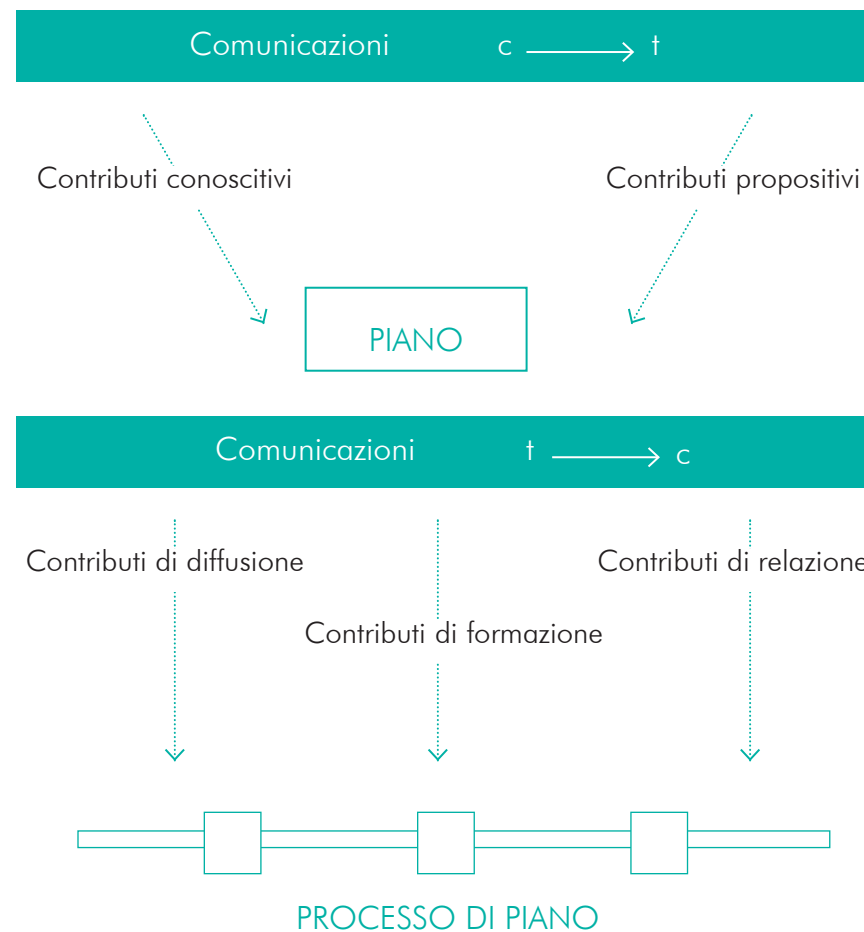 Comunicazioni c → t
Contributi conoscitivi
Contributi propositivi
PIANO
Comunicazioni t → c
Contributi di diffusione
Contributi di relazione
Contributi di formazione
PROCESSO DI PIANO